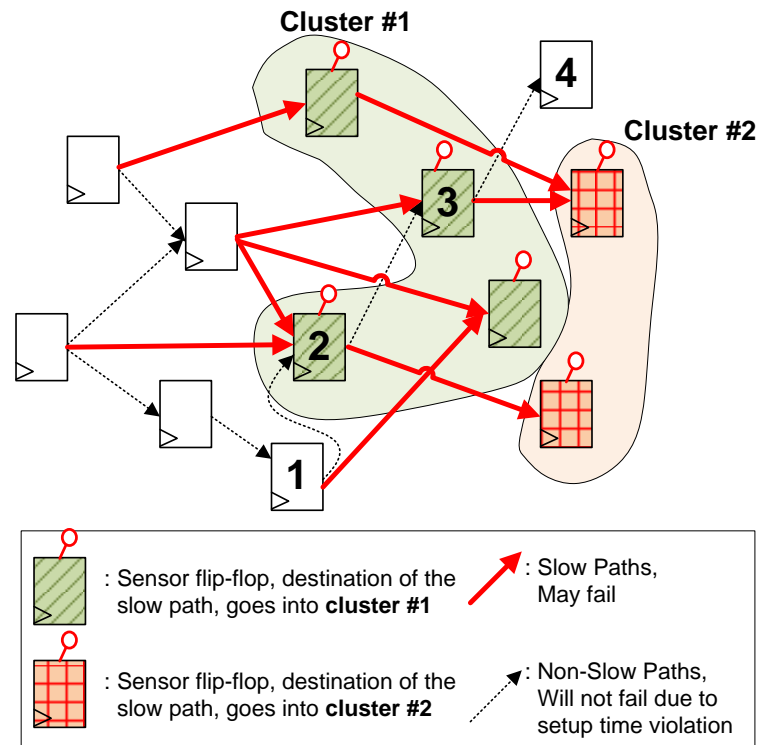 Cluster #1
4
Cluster #2
3
2
1
: Sensor flip-flop, destination of the
slow path, goes into cluster #1
: Slow Paths,
May fail
: Sensor flip-flop, destination of the
slow path, goes into cluster #2
: Non-Slow Paths,
Will not fail due to
setup time violation